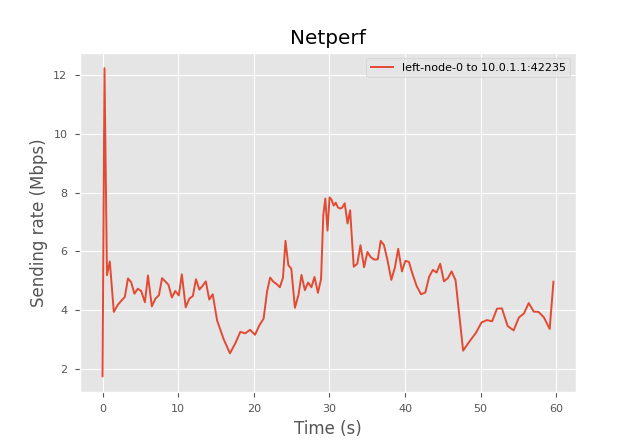 Netperf
left-node-0 to 10.0.1.1:42235
Sending rate (Mbps)
12
10
8
6
4
2
0 10 20 30 40 50 60
Time (s)